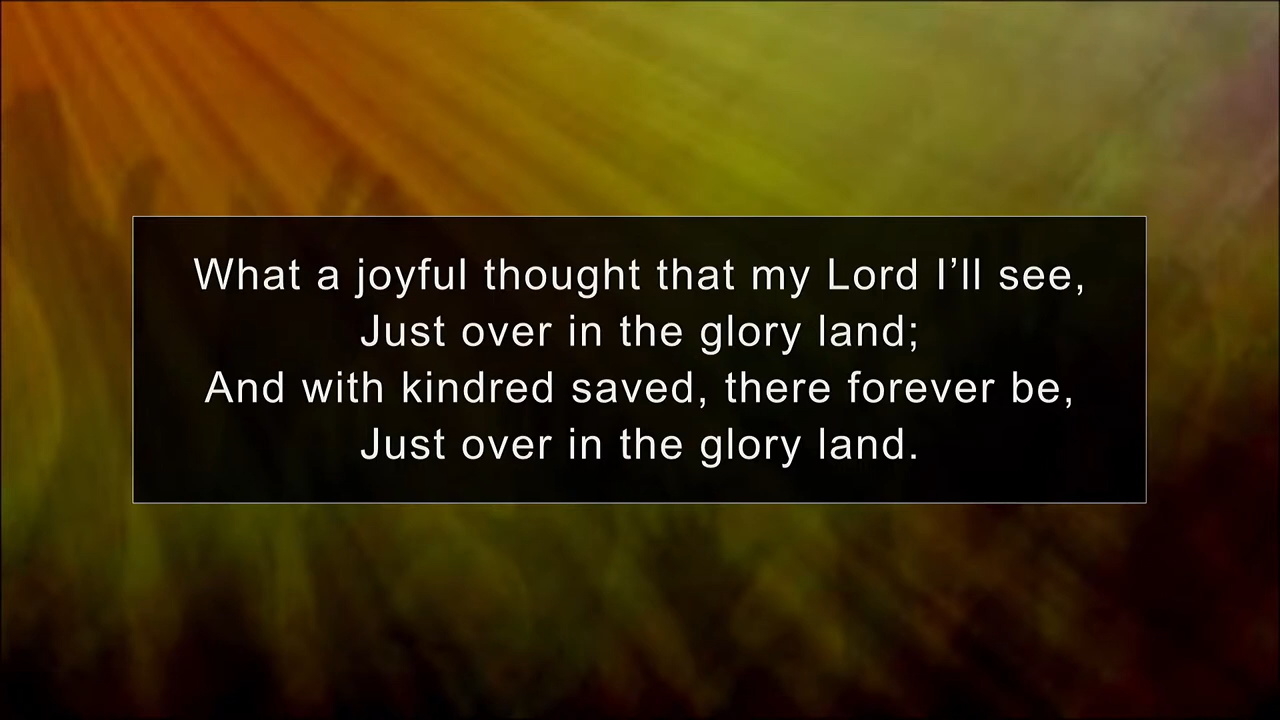 What a joyful thought that my Lord I’ll see,
Just over in the glory land;
And with kindred saved, there forever be,
Just over in the glory land.